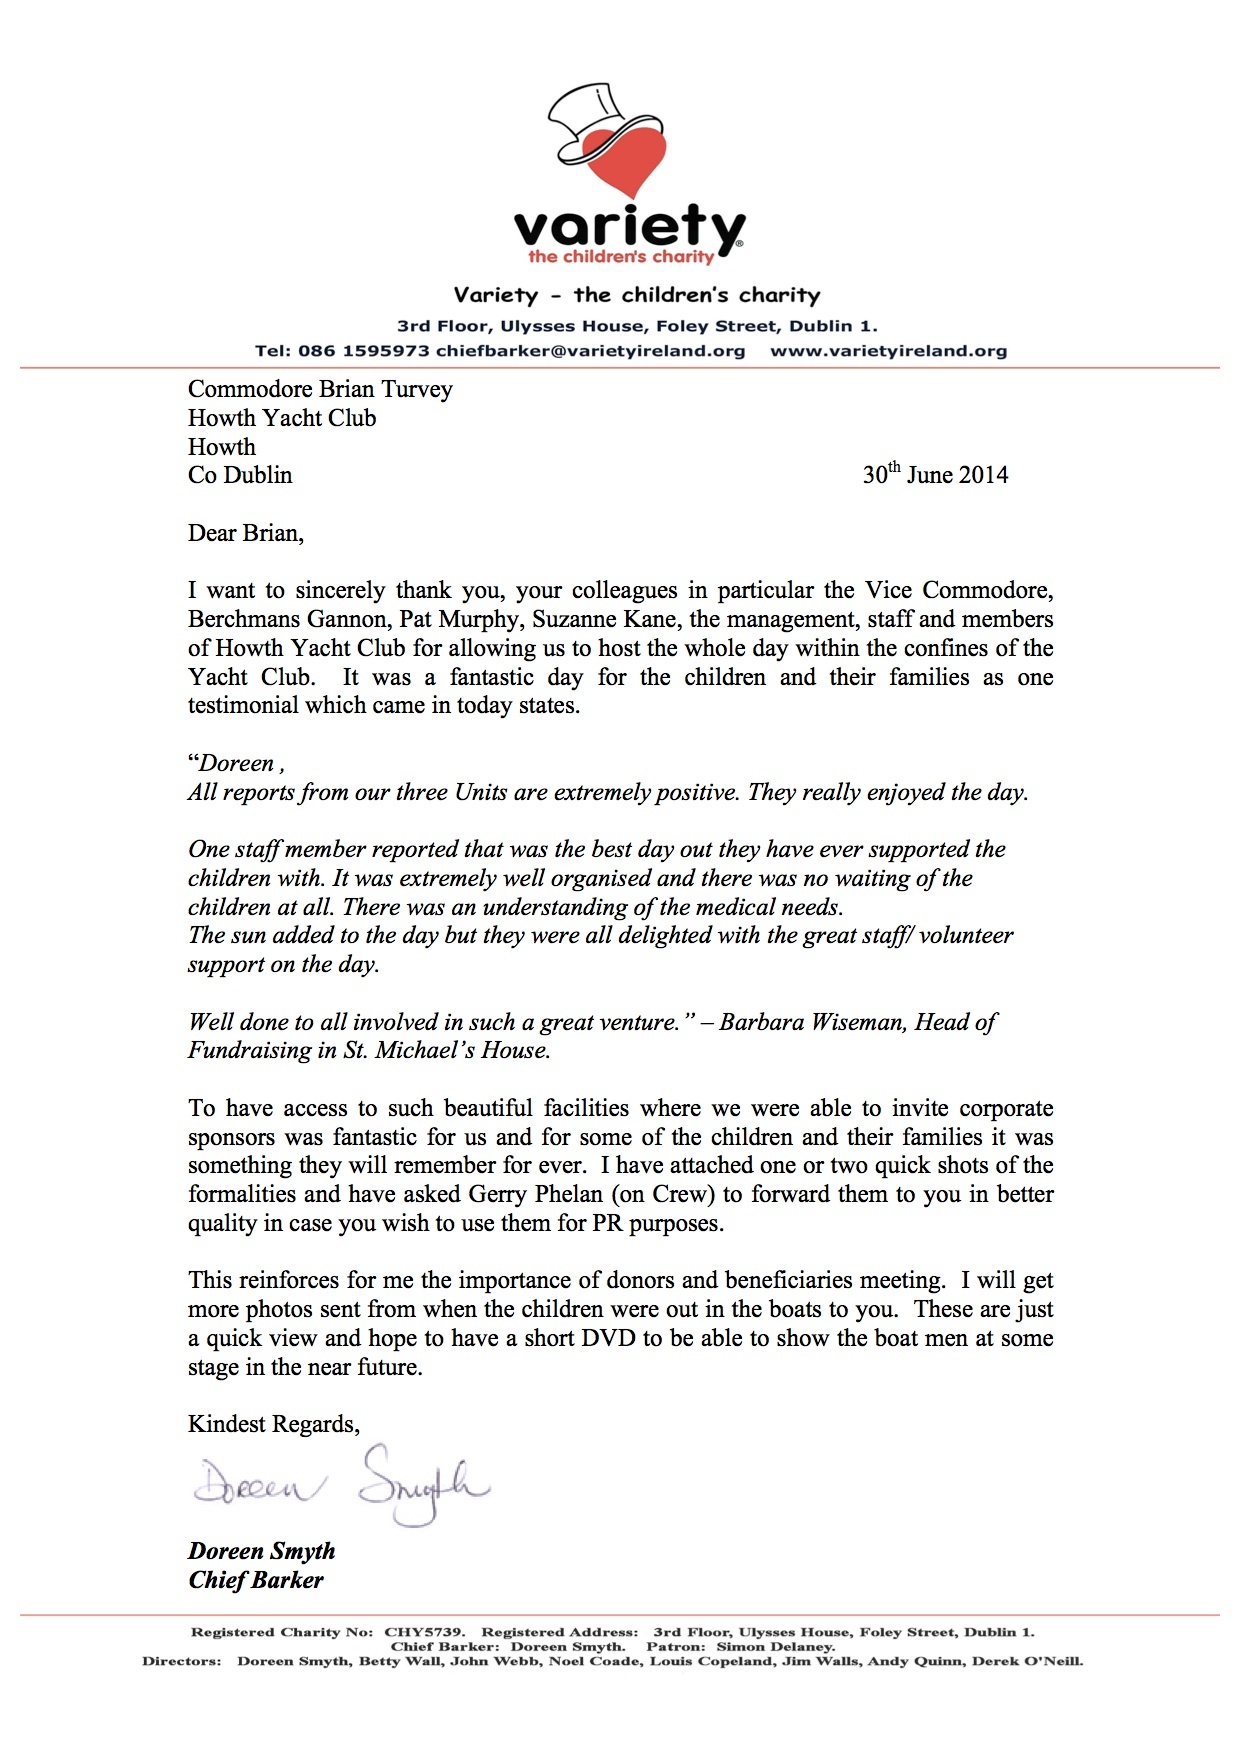 variety®
the children's charity
Variety - the children's charity
3rd Floor, Ulysses House, Foley Street, Dublin 1.
Tel: 086 1595973 chiefbarker@varietyireland.org www.varietyireland.org
Commodore Brian Turvey
Howth Yacht Club
Howth
Co Dublin 30th June 2014
Dear Brian,
I want to sincerely thank you, your colleagues in particular the Vice Commodore,
Berchmans Gannon, Pat Murphy, Suzanne Kane, the management, staff and members
of Howth Yacht Club for allowing us to host the whole day within the confines of the
Yacht Club. It was a fantastic day for the children and their families as one
testimonial which came in today states.
“Doreen ,
All reports from our three Units are extremely positive. They really enjoyed the day.
One staff member reported that was the best day out they have ever supported the
children with. It was extremely well organised and there was no waiting of the
children at all. There was an understanding of the medical needs.
The sun added to the day but they were all delighted with the great staff/ volunteer
support on the day.
Well done to all involved in such a great venture.” – Barbara Wiseman, Head of
Fundraising in St. Michael’s House.
To have access to such beautiful facilities where we were able to invite corporate
sponsors was fantastic for us and for some of the children and their families it was
something they will remember for ever. I have attached one or two quick shots of the
formalities and have asked Gerry Phelan (on Crew) to forward them to you in better
quality in case you wish to use them for PR purposes.
This reinforces for me the importance of donors and beneficiaries meeting. I will get
more photos sent from when the children were out in the boats to you. These are just
a quick view and hope to have a short DVD to be able to show the boat men at some
stage in the near future.
Kindest Regards,
Doreen Smyth
Doreen Smyth
Chief Barker
Registered Charity No: CHY5739. Registered Address: 3rd Floor, Ulysses House, Foley Street, Dublin 1.
Chief Barker: Doreen Smyth. Patron: Simon Delaney.
Directors: Doreen Smyth, Betty Wall, John Webb, Noel Coade, Louis Copeland, Jim Walls, Andy Quinn, Derek O'Neill.